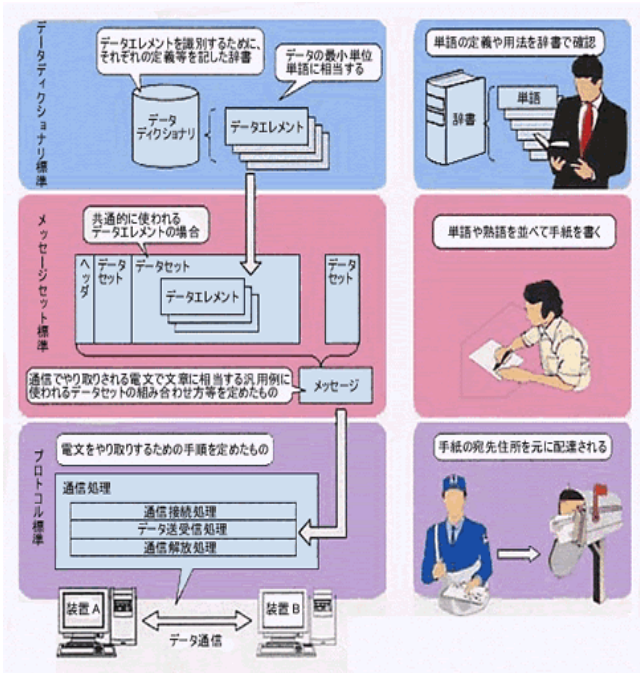 データディクショナリ標準
データエレメントを識別するために、
それぞれの定義等を記した辞書
データの最小単位
単語に相当する
データ
ディクショナリ
データエレメント
単語の定義や用法を辞書で確認
辞書
単語
メッセージセット標準
共通的に使われる
データエレメントの場合
ヘッダ
データ
セット
データセット
データエレメント
データ
セット
通信でやり取りされる電文で文章に相当する汎用例に
使われるデータセットの組み合わせ方等を定めたもの
メッセージ
単語や熟語を並べて手紙を書く
プロトコル標準
電文をやり取りするための手順を定めたもの
通信処理
通信接続処理
データ送受信処理
通信解放処理
装置A
データ通信
装置B
手紙の宛先住所を元に配達される